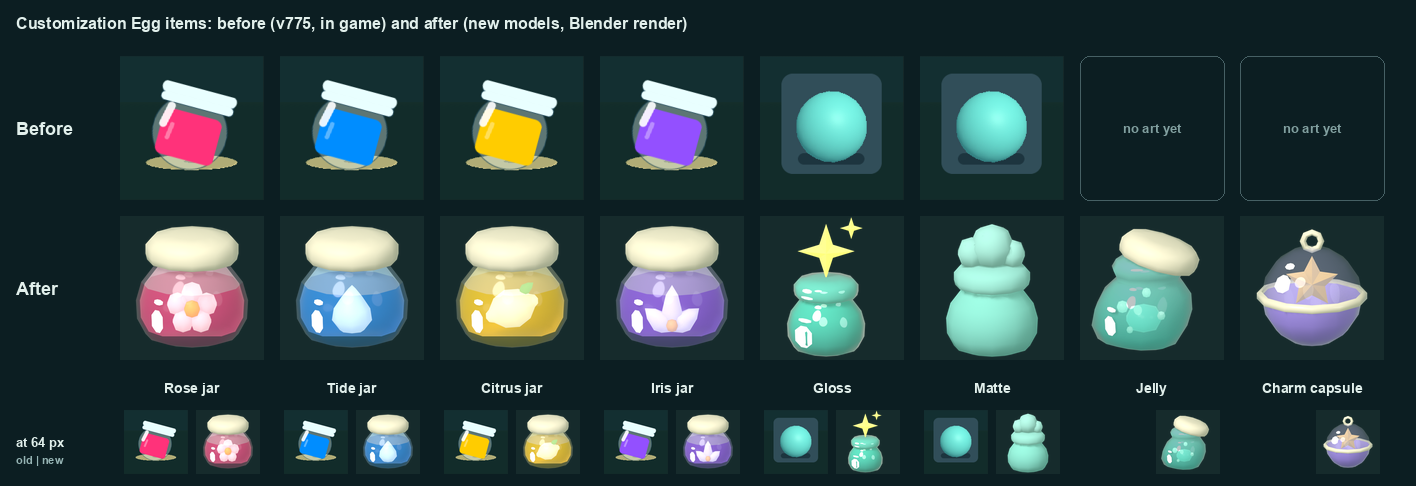 Customization Egg items: before (v775, in game) and after (new models, Blender render)
Before
no art yet
no art yet
After
Rose jar
Tide jar
Citrus jar
Iris jar
Gloss
Matte
Jelly
Charm capsule
at 64 px
old | new